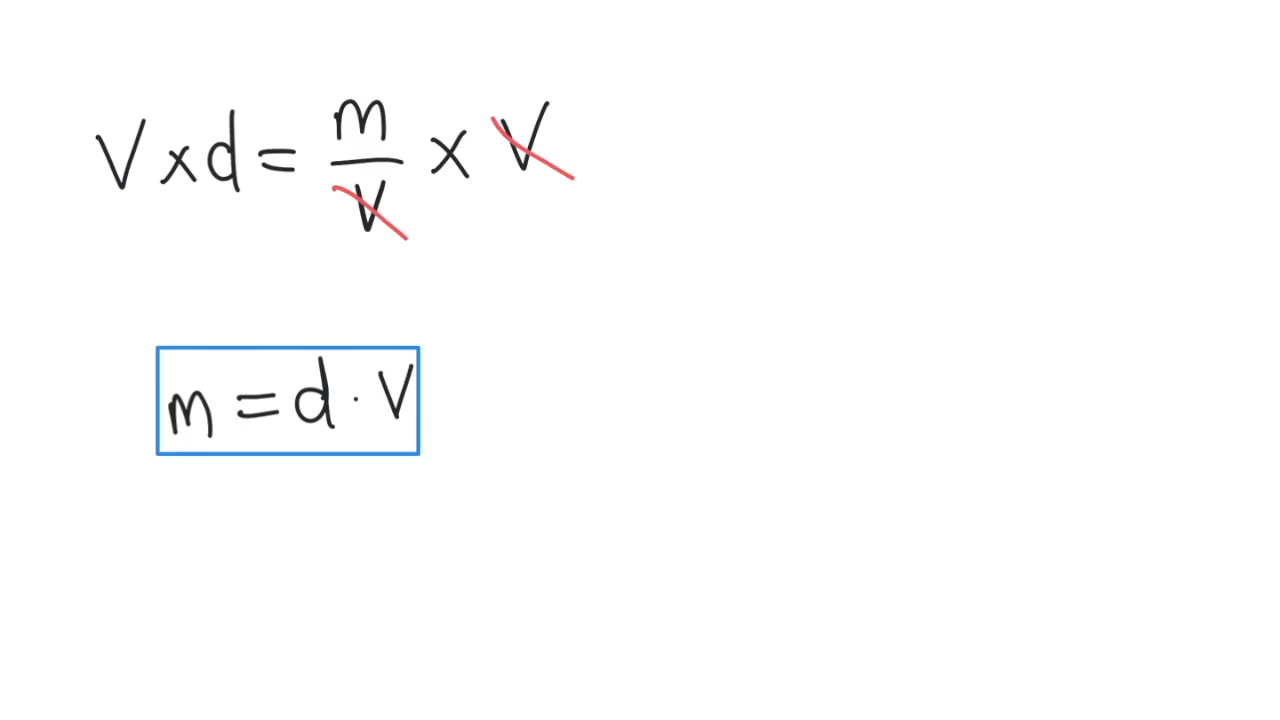 V x d = m/V x V
m = d · V